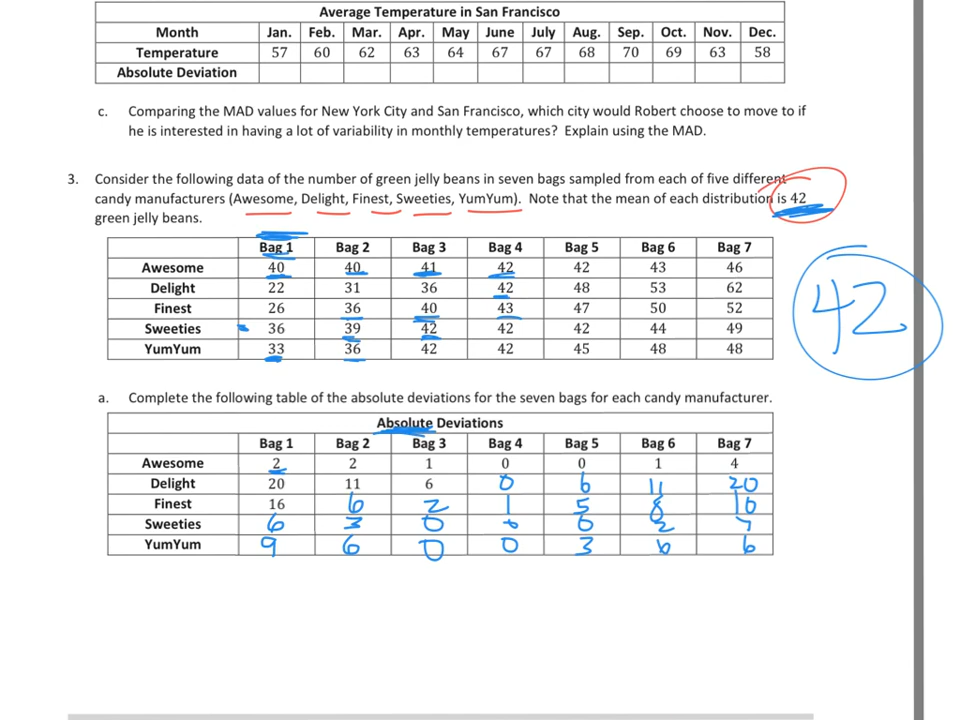 Average Temperature in San Francisco
Month Jan. Feb. Mar. Apr. May June July Aug. Sep. Oct. Nov. Dec.
Temperature 57 60 62 63 64 67 67 68 70 69 63 58
Absolute Deviation
c. Comparing the MAD values for New York City and San Francisco, which city would Robert choose to move to if
he is interested in having a lot of variability in monthly temperatures? Explain using the MAD.
3. Consider the following data of the number of green jelly beans in seven bags sampled from each of five different
candy manufacturers (Awesome, Delight, Finest, Sweeties, YumYum). Note that the mean of each distribution is 42
green jelly beans.
Bag 1 Bag 2 Bag 3 Bag 4 Bag 5 Bag 6 Bag 7
Awesome 40 40 41 42 42 43 46
Delight 22 31 36 42 48 53 62
Finest 26 36 40 43 47 50 52
Sweeties 36 39 42 42 42 44 49
YumYum 33 36 42 42 45 48 48
42
a. Complete the following table of the absolute deviations for the seven bags for each candy manufacturer.
Absolute Deviations
Bag 1 Bag 2 Bag 3 Bag 4 Bag 5 Bag 6 Bag 7
Awesome 2 2 1 0 0 1 4
Delight 20 11 6 0 6 11 20
Finest 16 6 2 1 5 8 10
Sweeties 6 3 0 0 0 2 7
YumYum 9 6 0 0 3 6 6